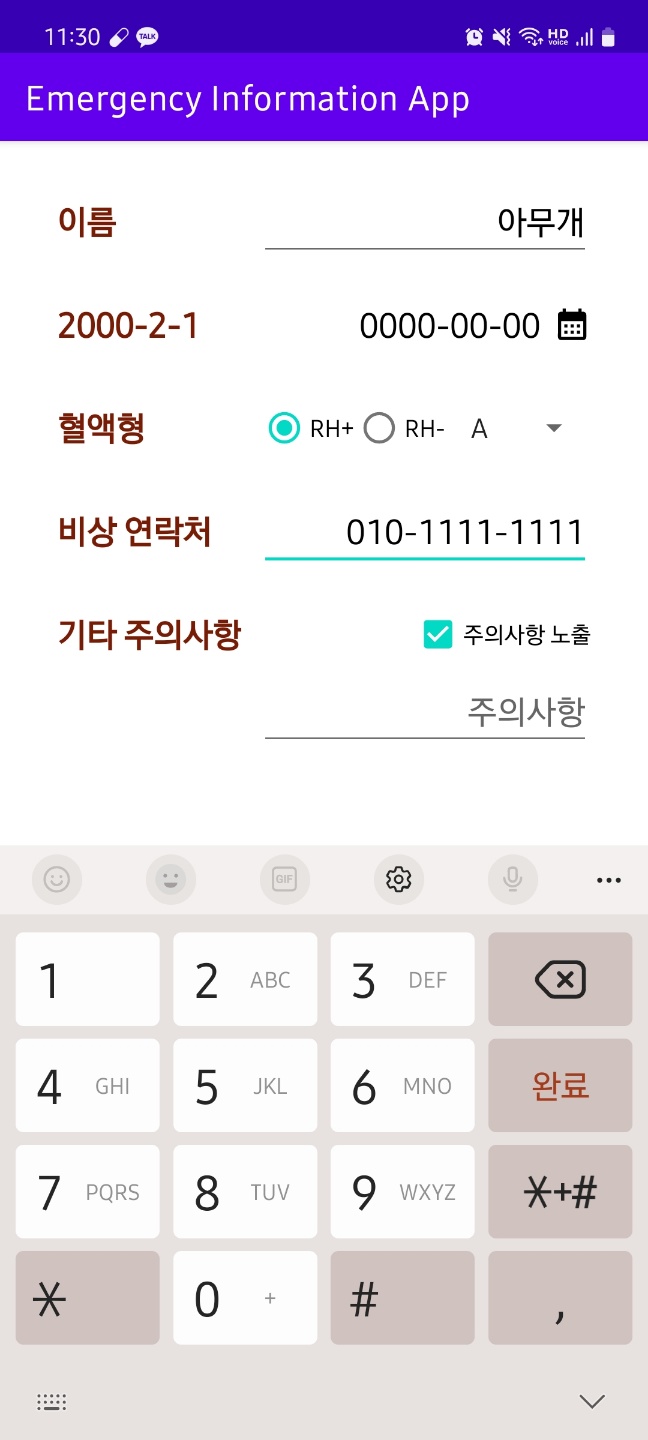 11:30 TALK HD voice
Emergency Information App
이름 아무개
2000-2-1 0000-00-00
혈액형 RH+ RH- A
비상 연락처 010-1111-1111
기타 주의사항 주의사항 노출
주의사항
GIF
1 2 ABC 3 DEF
4 GHI 5 JKL 6 MNO 완료
7 PQRS 8 TUV 9 WXYZ *+#
* 0 + # ,